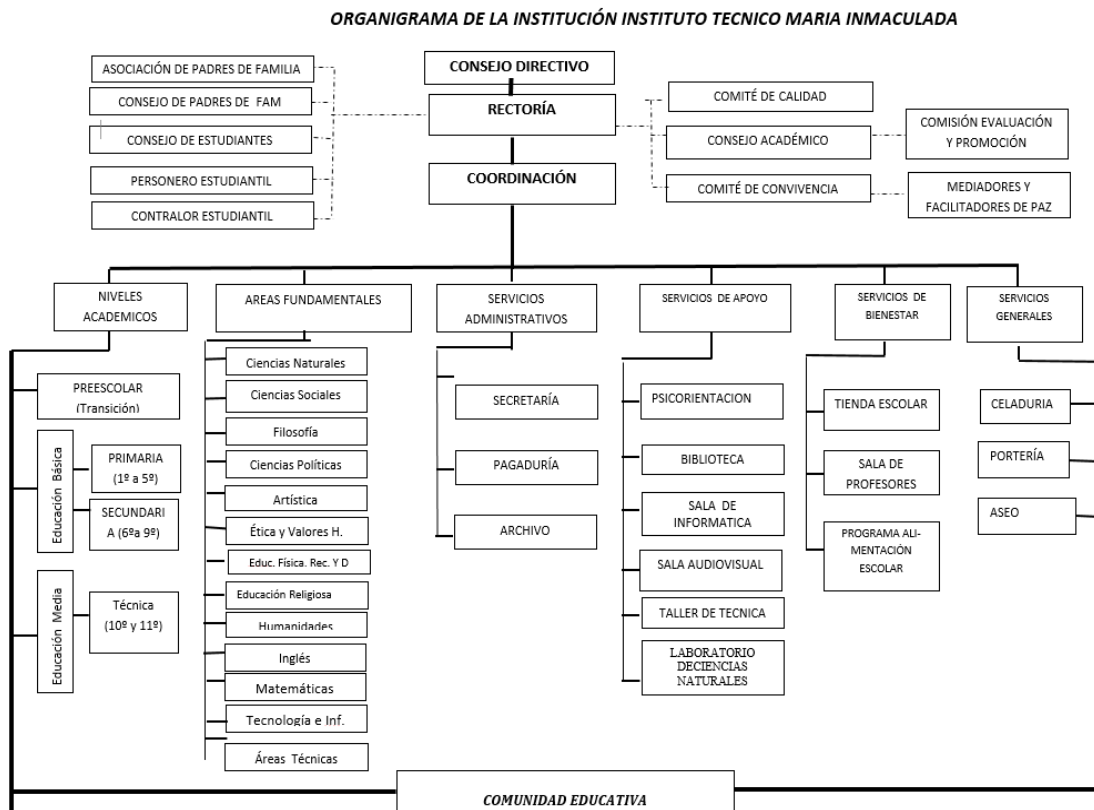 ORGANIGRAMA DE LA INSTITUCIÓN INSTITUTO TECNICO MARIA INMACULADA
ASOCIACIÓN DE PADRES DE FAMILIA
CONSEJO DE PADRES DE FAM
CONSEJO DE ESTUDIANTES
PERSONERO ESTUDIANTIL
CONTRALOR ESTUDIANTIL
CONSEJO DIRECTIVO
RECTORÍA
COORDINACIÓN
COMITÉ DE CALIDAD
CONSEJO ACADÉMICO
COMITÉ DE CONVIVENCIA
COMISIÓN EVALUACIÓN
Y PROMOCIÓN
MEDIADORES Y
FACILITADORES DE PAZ
NIVELES
ACADEMICOS
PREESCOLAR
(Transición)
Educación Básica
PRIMARIA
(1º a 5º)
SECUNDARI
A (6ºa 9º)
Educación Media
Técnica
(10º y 11º)
AREAS FUNDAMENTALES
Ciencias Naturales
Ciencias Sociales
Filosofía
Ciencias Políticas
Artística
Ética y Valores H.
Educ. Física. Rec. Y D
Educación Religiosa
Humanidades
Inglés
Matemáticas
Tecnología e Inf.
Áreas Técnicas
SERVICIOS
ADMINISTRATIVOS
SECRETARÍA
PAGADURÍA
ARCHIVO
SERVICIOS DE APOYO
PSICORIENTACION
BIBLIOTECA
SALA DE
INFORMATICA
SALA AUDIOVISUAL
TALLER DE TECNICA
LABORATORIO
DECIENCIAS
NATURALES
SERVICIOS DE
BIENESTAR
TIENDA ESCOLAR
SALA DE
PROFESORES
PROGRAMA ALI-
MENTACIÓN
ESCOLAR
SERVICIOS
GENERALES
CELADURIA
PORTERÍA
ASEO
COMUNIDAD EDUCATIVA